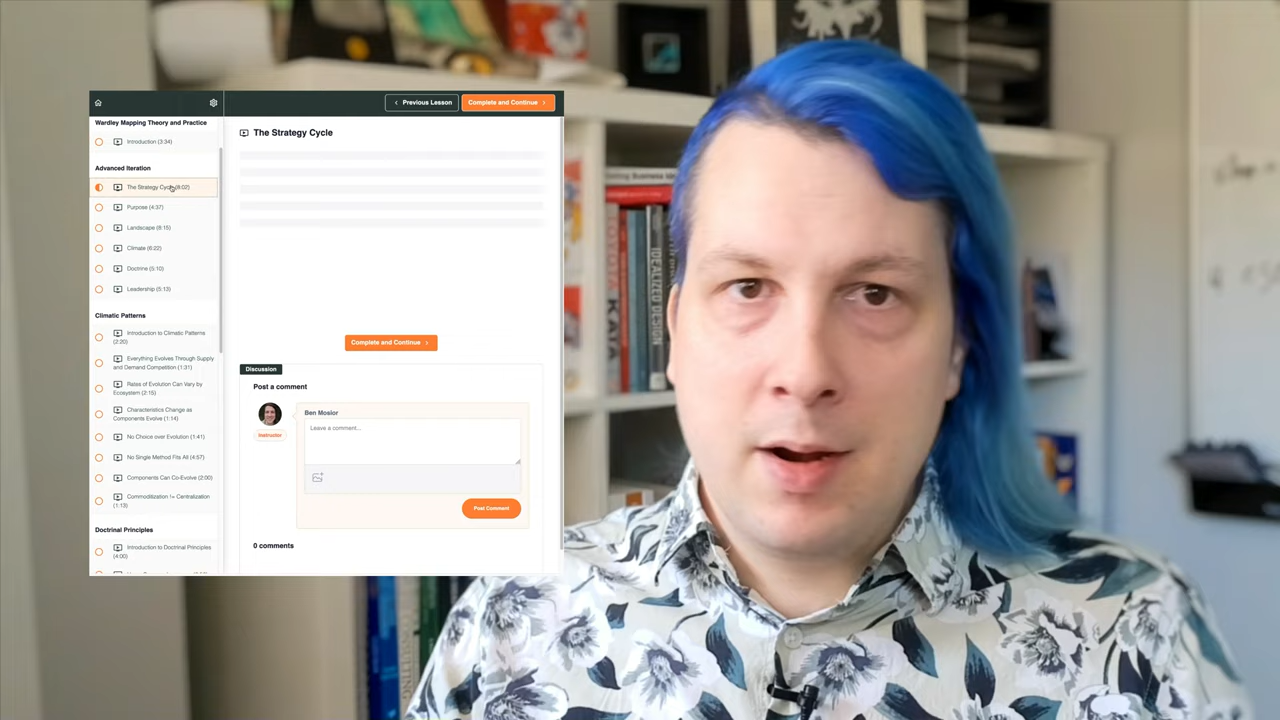 Previous Lesson
Complete and Continue
Wardley Mapping Theory and Practice
Introduction (3:34)
Advanced Iteration
The Strategy Cycle (8:02)
Purpose (4:37)
Landscape (8:15)
Climate (6:22)
Doctrine (5:10)
Leadership (5:13)
Climatic Patterns
Introduction to Climatic Patterns
(2:20)
Everything Evolves Through Supply
and Demand Competition (1:31)
Rates of Evolution Can Vary by
Ecosystem (2:15)
Characteristics Change as
Components Evolve (1:14)
No Choice over Evolution (1:41)
No Single Method Fits All (4:57)
Components Can Co-Evolve (2:00)
Commoditization != Centralization
(1:13)
Doctrinal Principles
Introduction to Doctrinal Principles
(4:00)
The Strategy Cycle
Complete and Continue
Discussion
Post a comment
Ben Mosior
Instructor
Leave a comment...
Post Comment
0 comments
IDEALIZED DESIGN
KATA